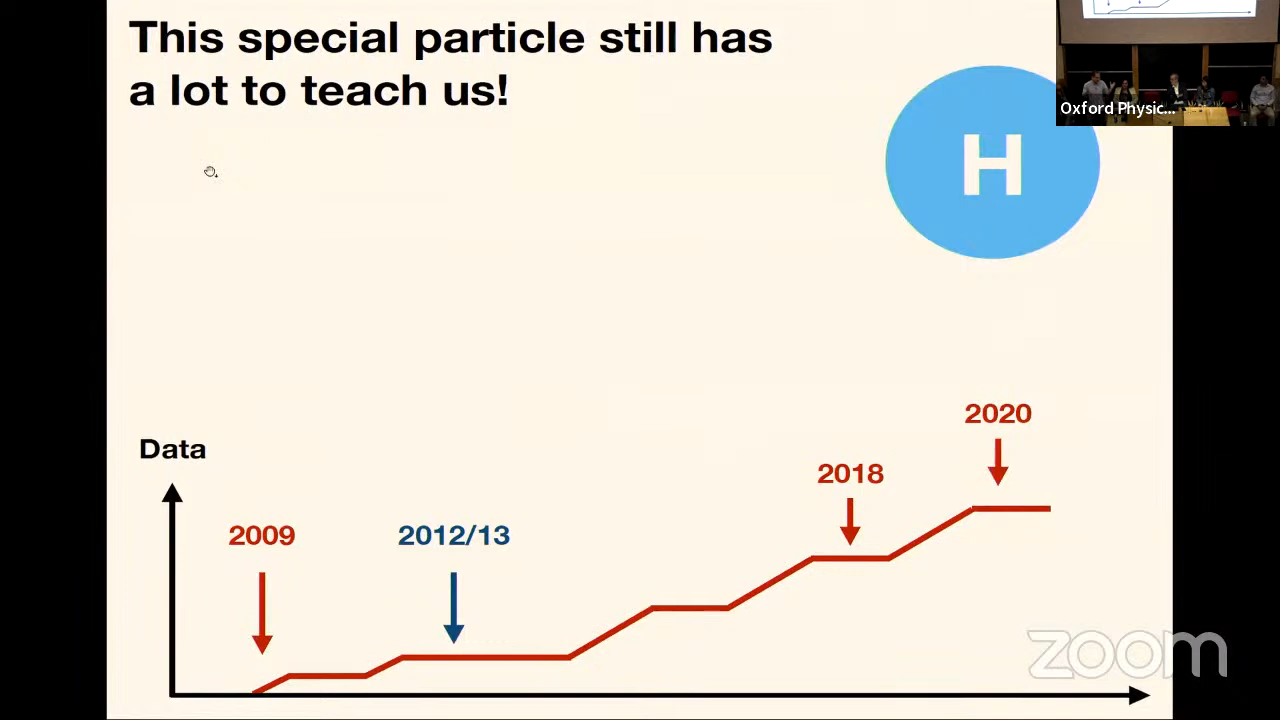 This special particle still has
a lot to teach us!
Oxford Physic...
H
2020
Data
2018
2009
2012/13
zoom